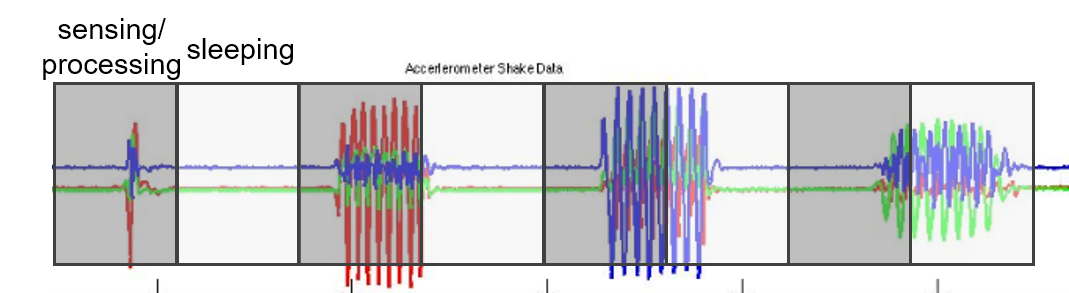 sensing/
processing
sleeping
Accerlerometer Shake Data